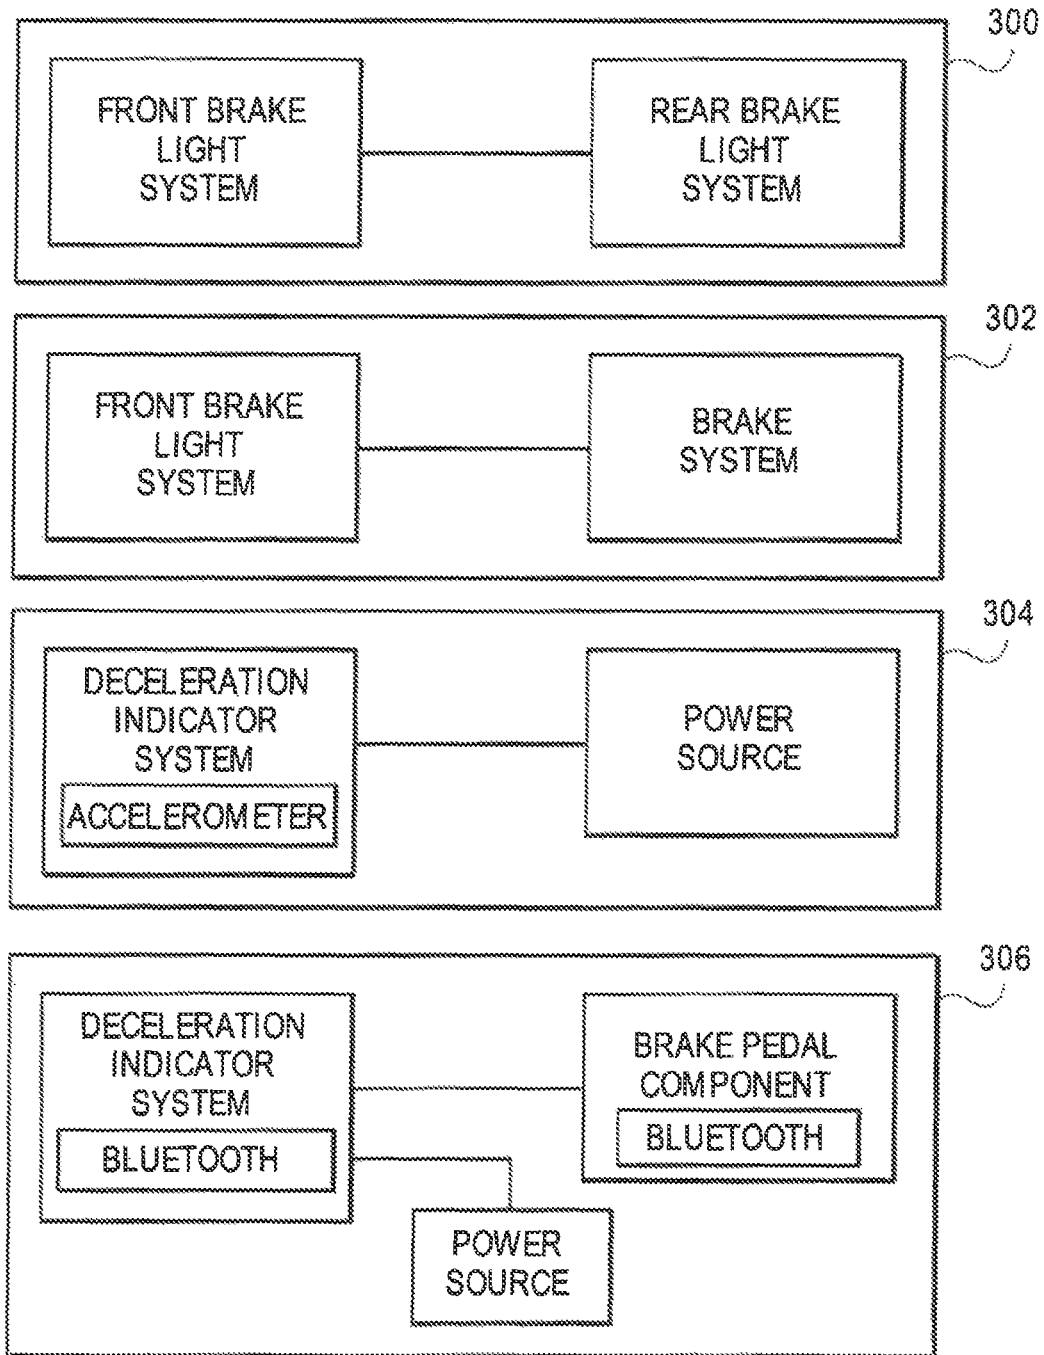 300
FRONT BRAKE
LIGHT
SYSTEM
REAR BRAKE
LIGHT
SYSTEM
302
FRONT BRAKE
LIGHT
SYSTEM
BRAKE
SYSTEM
304
DECELERATION
INDICATOR
SYSTEM
ACCELEROMETER
POWER
SOURCE
306
DECELERATION
INDICATOR
SYSTEM
BLUETOOTH
BRAKE PEDAL
COMPONENT
BLUETOOTH
POWER
SOURCE